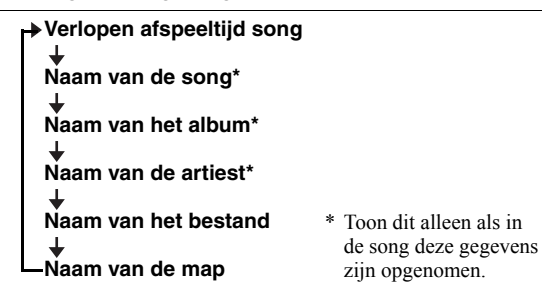 Verlopen afspeeltijd song
Naam van de song*
Naam van het album*
Naam van de artiest*
Naam van het bestand
Naam van de map
* Toon dit alleen als in
de song deze gegevens
zijn opgenomen.